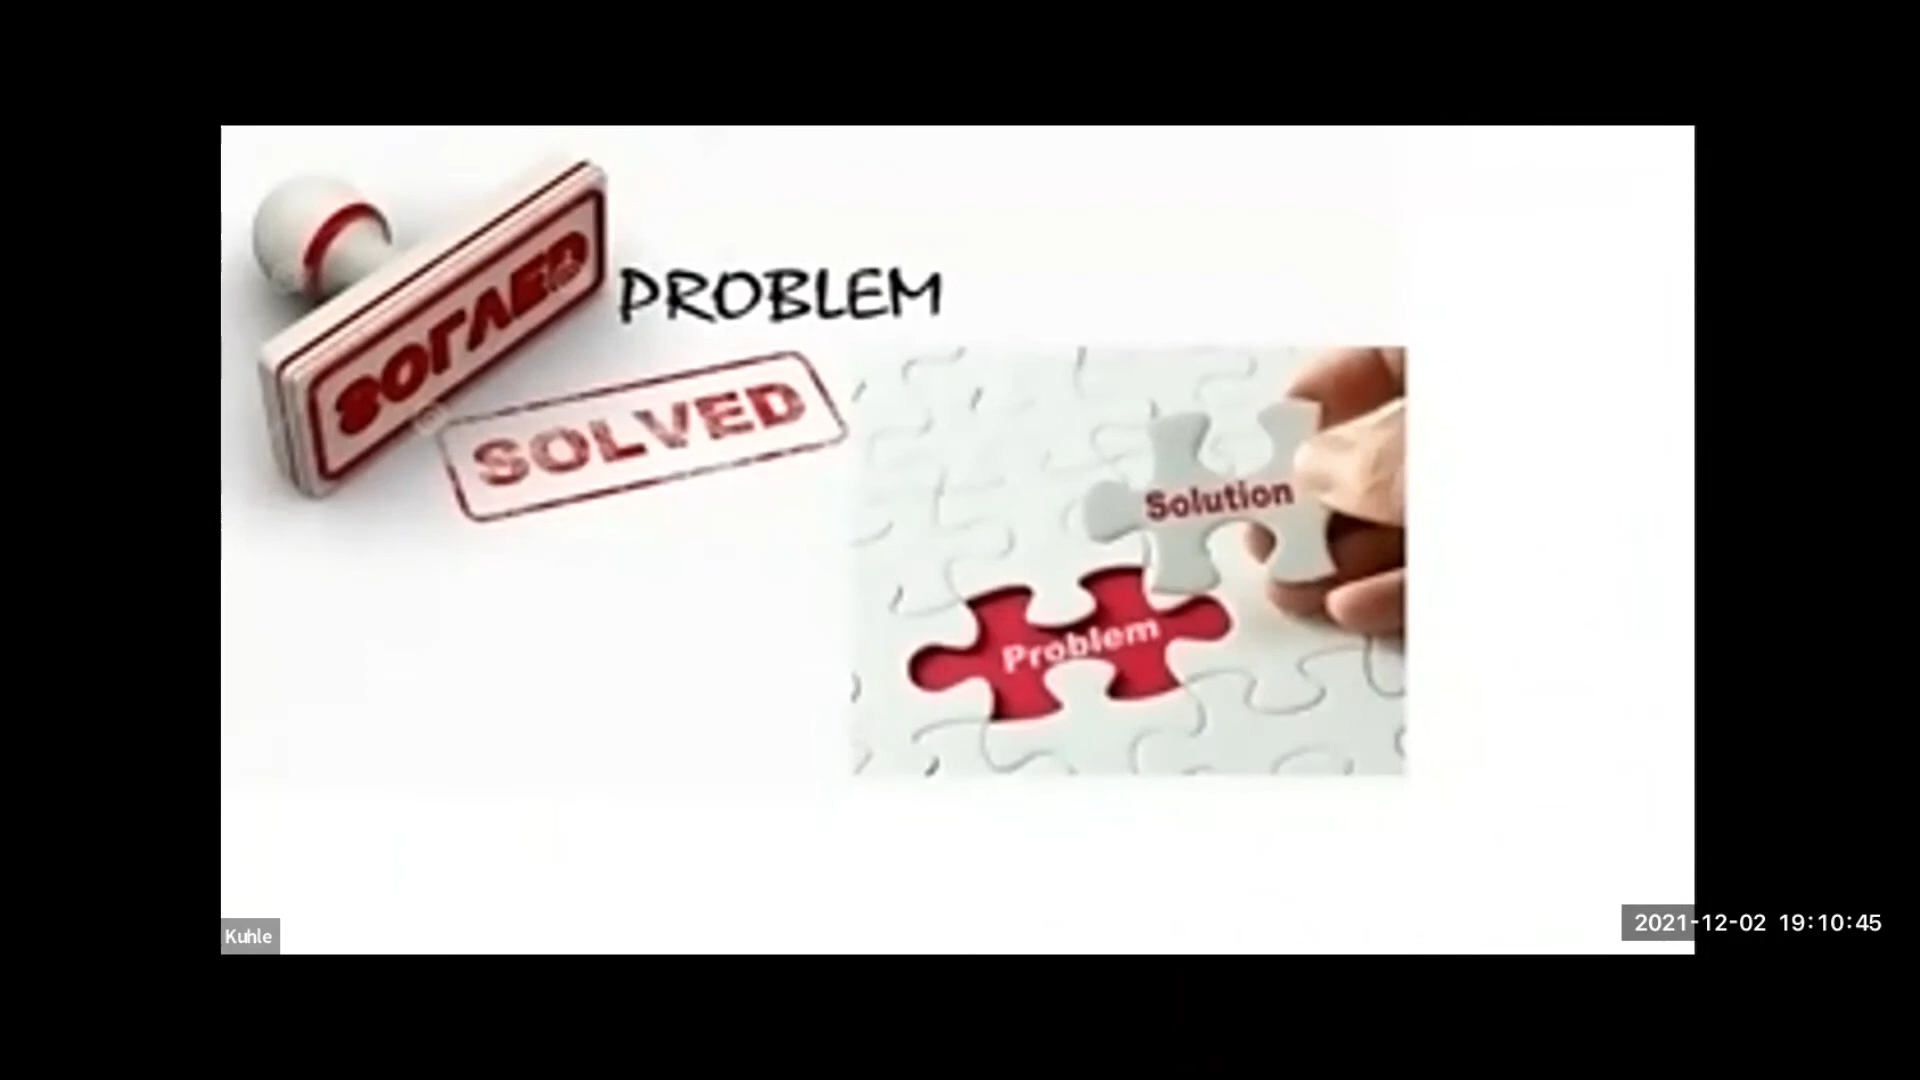 PROBLEM
SOLVED
Solution
Problem
Kuhle
2021-12-02 19:10:45